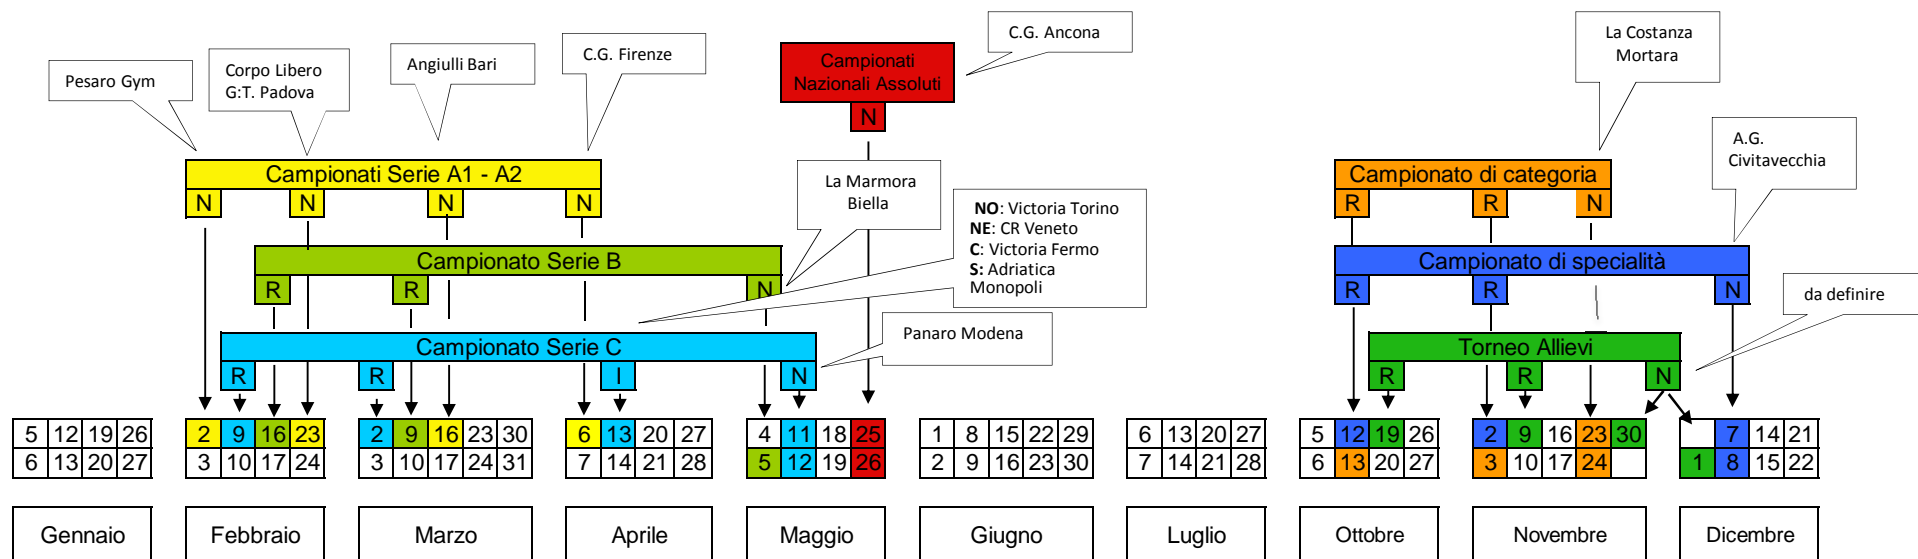 C.G. Ancona
La Costanza
Mortara
Campionati
Nazionali Assoluti
N
Pesaro Gym
Corpo Libero
G:T. Padova
Angiulli Bari
C.G. Firenze
A.G.
Civitavecchia
Campionati Serie A1 - A2
N N N N
Campionato di categoria
R R N
La Marmora
Biella
NO: Victoria Torino
NE: CR Veneto
C: Victoria Fermo
S: Adriatica
Monopoli
Campionato Serie B
R R N
Campionato di specialità
R R N
da definire
Panaro Modena
Campionato Serie C
R R I N
Torneo Allievi
R R N
5 12 19 26
6 13 20 27
Gennaio
2 9 16 23
3 10 17 24
Febbraio
2 9 16 23 30
3 10 17 24 31
Marzo
6 13 20 27
7 14 21 28
Aprile
4 11 18 25
5 12 19 26
Maggio
1 8 15 22 29
2 9 16 23 30
Giugno
6 13 20 27
7 14 21 28
Luglio
5 12 19 26
6 13 20 27
Ottobre
2 9 16 23 30
3 10 17 24
Novembre
7 14 21
1 8 15 22
Dicembre